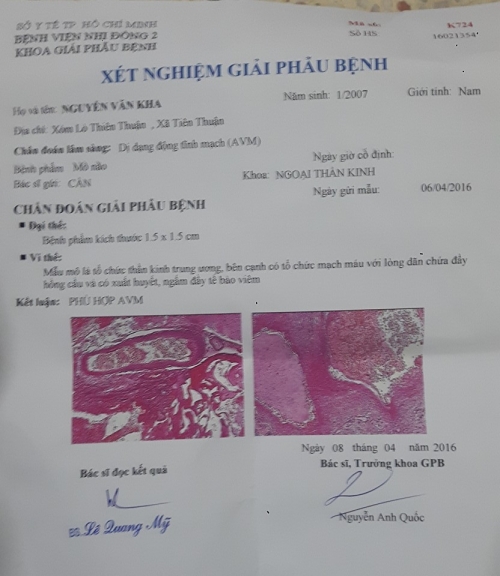 SỞ Y TẾ TP. HỒ CHÍ MINH
BỆNH VIỆN NHI ĐỒNG 2
KHOA GIẢI PHẪU BỆNH
Mã số: K724
Số HS 16021354
XÉT NGHIỆM GIẢI PHẪU BỆNH
Họ và tên: NGUYỄN VĂN KHA
Năm sinh: 1/2007
Giới tính: Nam
Địa chỉ: Xóm Lò Thiên Thuận , Xã Tiên Thuận
Chẩn đoán lâm sàng: Dị dạng động tĩnh mạch (AVM)
Ngày giờ cố định:
Bệnh phẩm Mô não
Khoa: NGOẠI THẦN KINH
Bác sĩ gửi: CẨN
Ngày gửi mẫu: 06/04/2016
CHẨN ĐOÁN GIẢI PHẪU BỆNH
■ Đại thể:
Bệnh phẩm kích thước 1.5 x 1.5 cm
■ Vi thể:
Mẫu mô là tổ chức thần kinh trung ương, bên cạnh có tổ chức mạch máu với lòng dãn chứa đầy
hồng cầu và có xuất huyết, ngấm đầy tế bào viêm
Kết luận: PHÙ HỢP AVM
Ngày 08 tháng 04 năm 2016
Bác sĩ đọc kết quả
Bác sĩ, Trưởng khoa GPB
BS. Lê Quang Mỹ
Nguyễn Anh Quốc